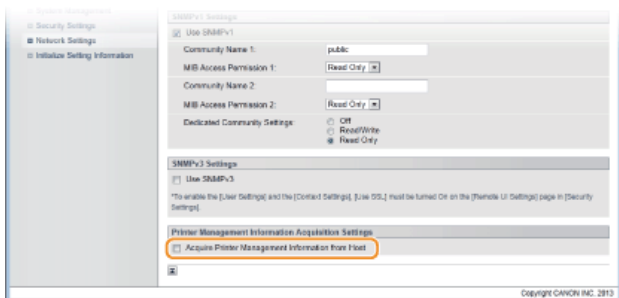 System Management
Security Settings
Network Settings
Initialize Setting Information
SNMPv1 Settings
Use SNMPv1
Community Name 1: public
MIB Access Permission 1: Read Only
Community Name 2:
MIB Access Permission 2: Read Only
Dedicated Community Settings: Off
Read/Write
Read Only
SNMPv3 Settings
Use SNMPv3
*To enable the [User Settings] and the [Context Settings], [Use SSL] must be turned On on the [Remote UI Settings] page in [Security
Settings].
Printer Management Information Acquisition Settings
Acquire Printer Management Information from Host
Copyright CANON INC. 2013